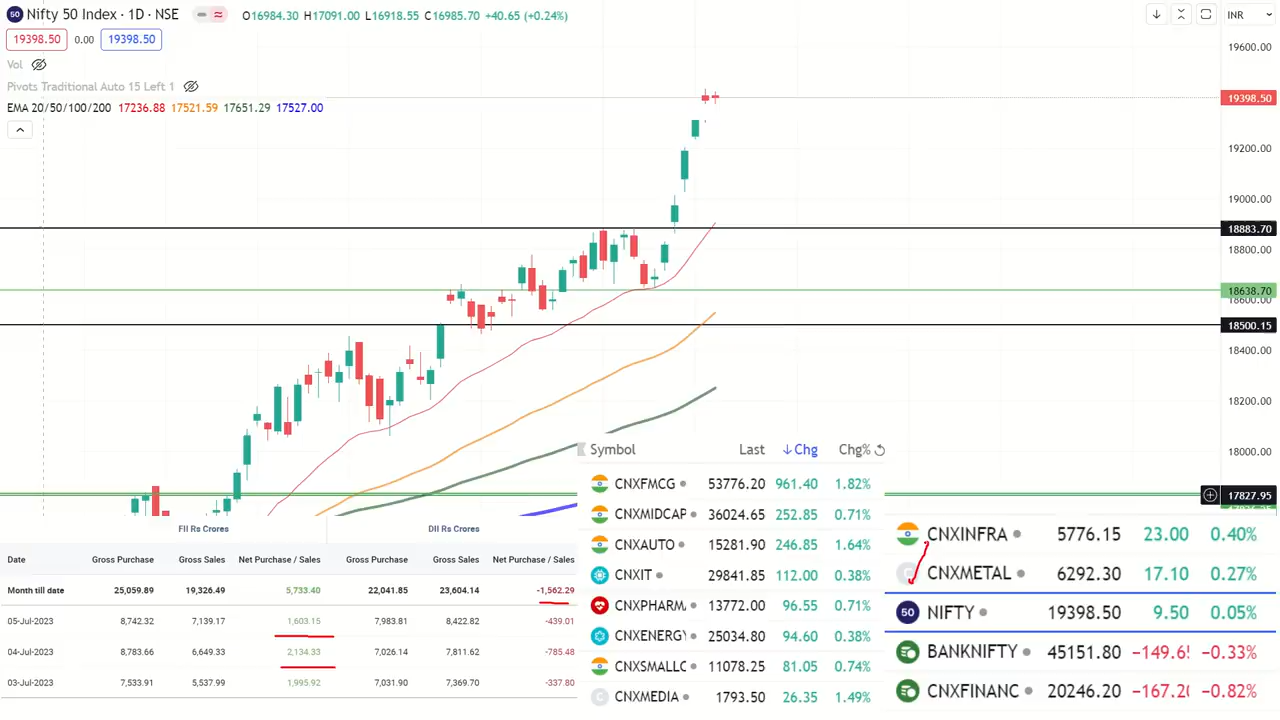 50 Nifty 50 Index · 1D · NSE O16984.30 H17091.00 L16918.55 C16985.70 +40.65 (+0.24%) INR
19398.50 0.00 19398.50
Vol
Pivots Traditional Auto 15 Left 1
EMA 20/50/100/200 17236.88 17521.59 17651.29 17527.00
19600.00
19398.50
19200.00
19000.00
18883.70
18800.00
18638.70
18600.00
18500.15
18400.00
18200.00
18000.00
17827.95
FII Rs Crores DII Rs Crores
Date Gross Purchase Gross Sales Net Purchase / Sales Gross Purchase Gross Sales Net Purchase / Sales
Month till date 25,059.89 19,326.49 5,733.40 22,041.85 23,604.14 -1,562.29
05-Jul-2023 8,742.32 7,139.17 1,603.15 7,983.81 8,422.82 -439.01
04-Jul-2023 8,783.66 6,649.33 2,134.33 7,026.14 7,811.62 -785.48
03-Jul-2023 7,533.91 5,537.99 1,995.92 7,031.90 7,369.70 -337.80
Symbol Last ↓Chg Chg%
CNXFMCG 53776.20 961.40 1.82%
CNXMIDCAP 36024.65 252.85 0.71%
CNXAUTO 15281.90 246.85 1.64%
CNXIT 29841.85 112.00 0.38%
CNXPHARM 13772.00 96.55 0.71%
CNXENERGY 25034.80 94.60 0.38%
CNXSMALLC 11078.25 81.05 0.74%
CNXMEDIA 1793.50 26.35 1.49%
CNXINFRA 5776.15 23.00 0.40%
CNXMETAL 6292.30 17.10 0.27%
50 NIFTY 19398.50 9.50 0.05%
BANKNIFTY 45151.80 −149.6 −0.33%
CNXFINANC 20246.20 −167.20 −0.82%